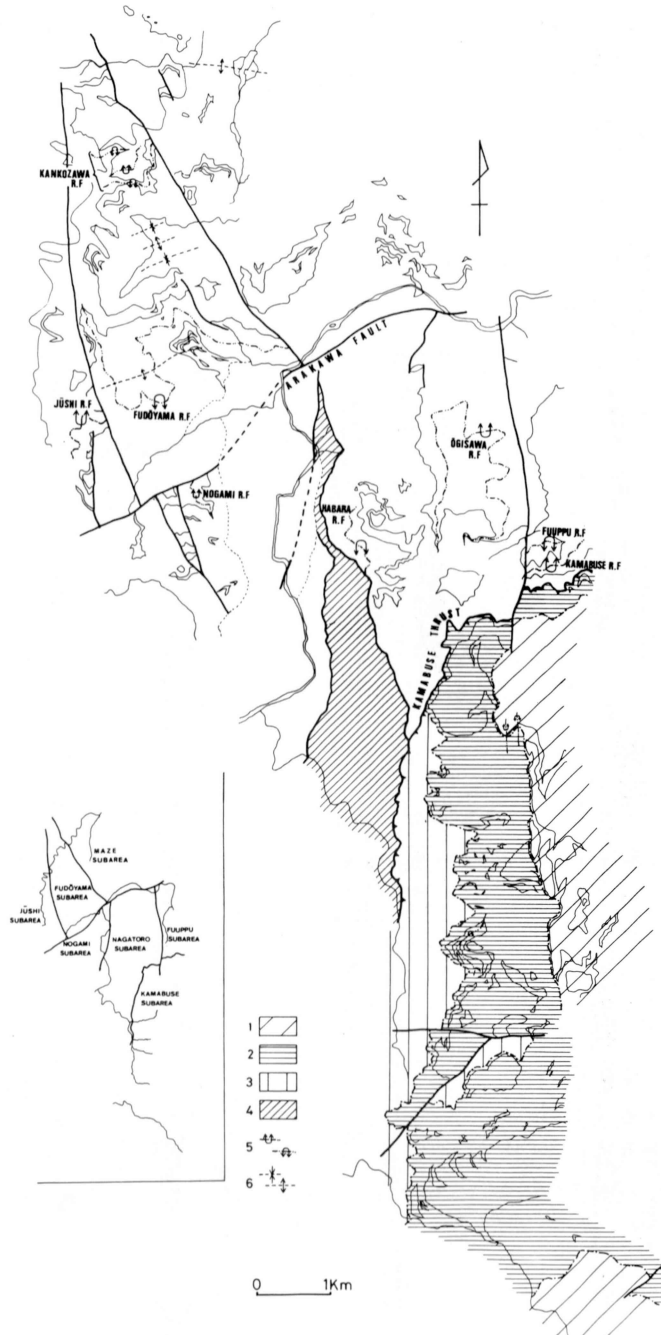 KANKOZAWA
R.F
ARAKAWA FAULT
JŪSHI R.F
FUDŌYAMA R.F
ŌGISAWA
R.F
NOGAMI R.F
HABARA
R.F
FUUPPU R.F
KAMABUSE R.F
KAMABUSE THRUST
MAZE
SUBAREA
FUDŌYAMA
SUBAREA
JŪSHI
SUBAREA
NOGAMI
SUBAREA
NAGATORO
SUBAREA
FUUPPU
SUBAREA
KAMABUSE
SUBAREA
1
2
3
4
5
6
0 1Km